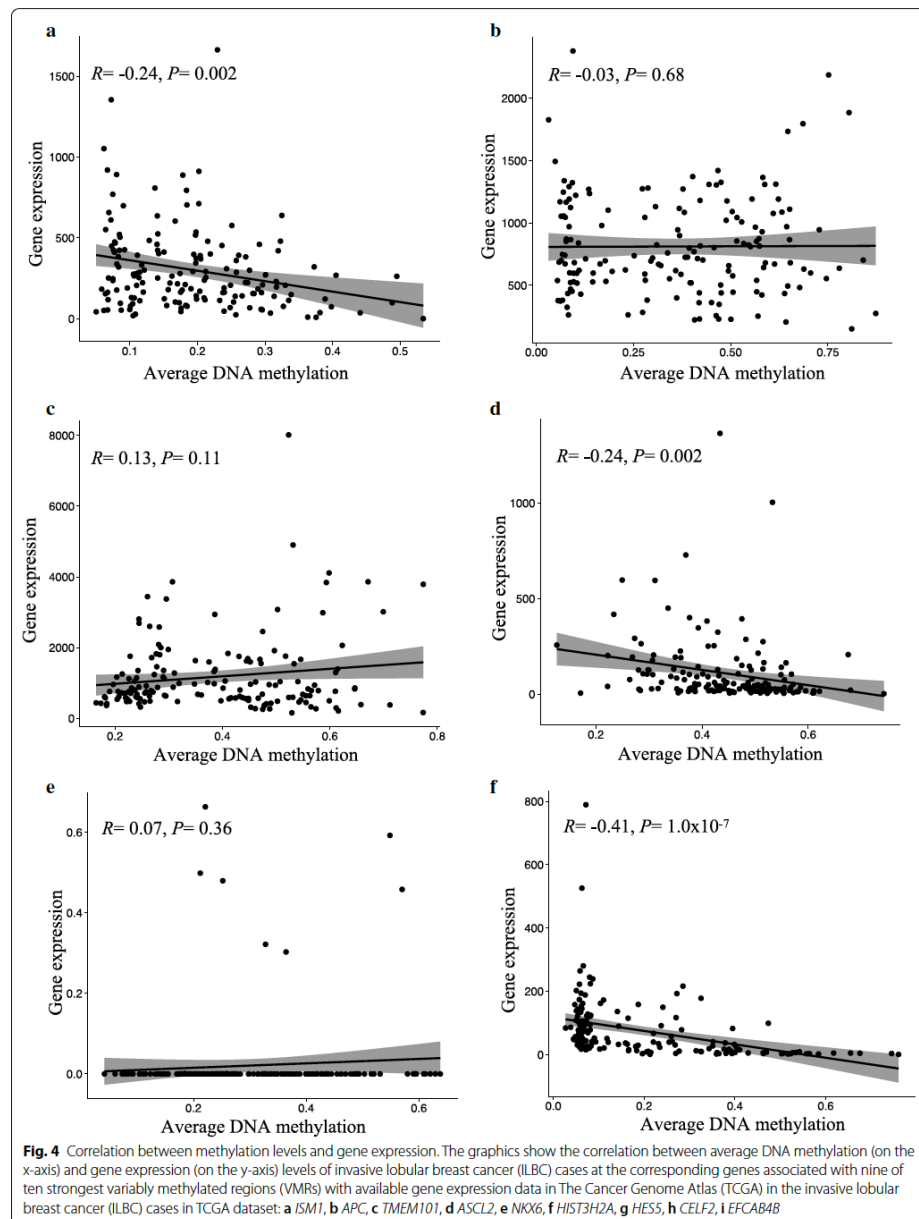 a
b
R= -0.24, P= 0.002
R= -0.03, P= 0.68
1500
1000
500
0
Gene expression
0.1 0.2 0.3 0.4 0.5
Average DNA methylation
2000
1500
1000
500
Gene expression
0.00 0.25 0.50 0.75
Average DNA methylation
c
d
R= 0.13, P= 0.11
R= -0.24, P= 0.002
8000
6000
4000
2000
0
Gene expression
0.2 0.4 0.6 0.8
Average DNA methylation
1000
500
0
Gene expression
0.2 0.4 0.6
Average DNA methylation
e
f
R= 0.07, P= 0.36
R= -0.41, P= 1.0x10-7
0.6
0.4
0.2
0.0
Gene expression
0.2 0.4 0.6
Average DNA methylation
800
600
400
200
0
Gene expression
0.0 0.2 0.4 0.6
Average DNA methylation
Fig. 4 Correlation between methylation levels and gene expression. The graphics show the correlation between average DNA methylation (on the
x-axis) and gene expression (on the y-axis) levels of invasive lobular breast cancer (ILBC) cases at the corresponding genes associated with nine of
ten strongest variably methylated regions (VMRs) with available gene expression data in The Cancer Genome Atlas (TCGA) in the invasive lobular
breast cancer (ILBC) cases in TCGA dataset: a ISM1, b APC, c TMEM101, d ASCL2, e NKX6, f HIST3H2A, g HES5, h CELF2, i EFCAB4B